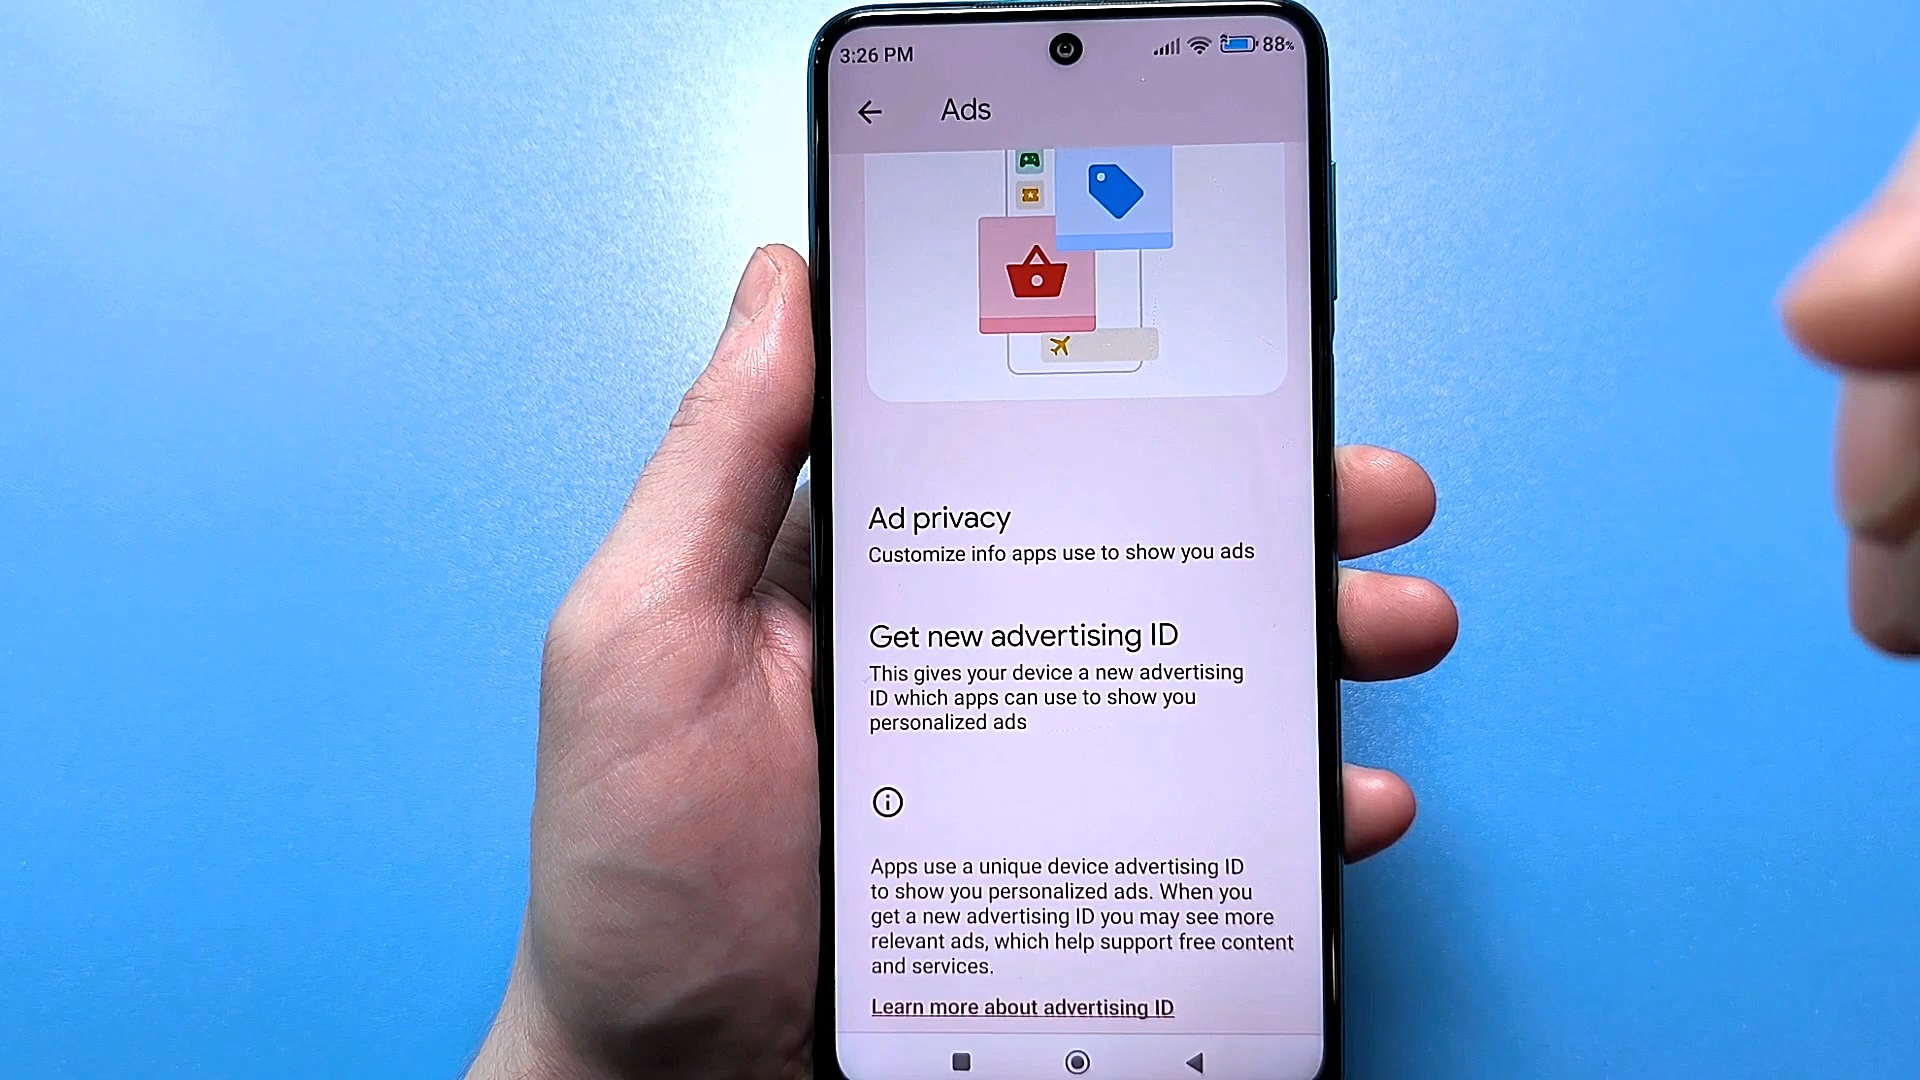 3:26 PM
88%
Ads
Ad privacy
Customize info apps use to show you ads
Get new advertising ID
This gives your device a new advertising
ID which apps can use to show you
personalized ads
Apps use a unique device advertising ID
to show you personalized ads. When you
get a new advertising ID you may see more
relevant ads, which help support free content
and services.
Learn more about advertising ID